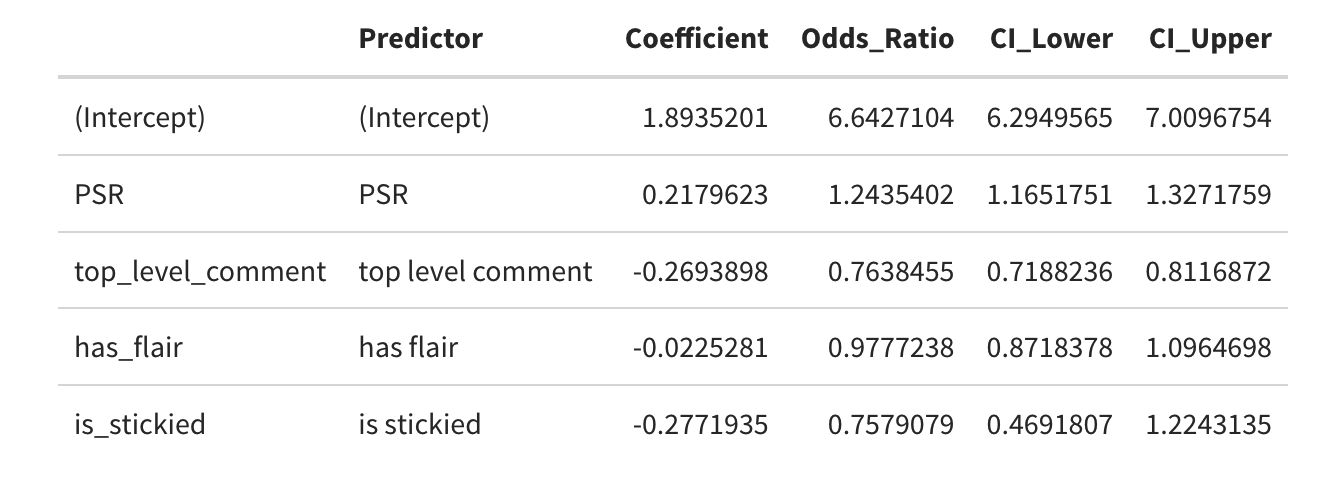 Predictor Coefficient Odds_Ratio CI_Lower CI_Upper
(Intercept) (Intercept) 1.8935201 6.6427104 6.2949565 7.0096754
PSR PSR 0.2179623 1.2435402 1.1651751 1.3271759
top_level_comment top level comment -0.2693898 0.7638455 0.7188236 0.8116872
has_flair has flair -0.0225281 0.9777238 0.8718378 1.0964698
is_stickied is stickied -0.2771935 0.7579079 0.4691807 1.2243135